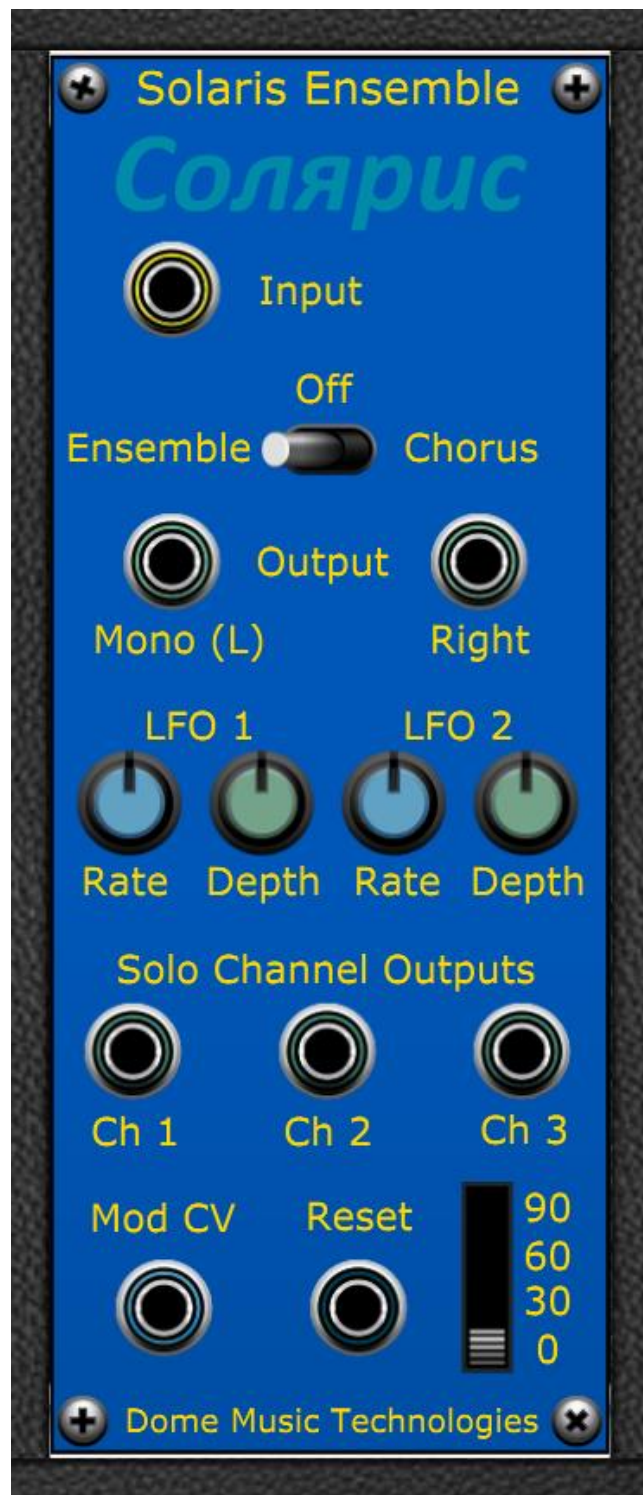 Solaris Ensemble
Солярис
Input
Off
Ensemble Chorus
Output
Mono (L) Right
LFO 1 LFO 2
Rate Depth Rate Depth
Solo Channel Outputs
Ch 1 Ch 2 Ch 3
Mod CV Reset
90
60
30
0
Dome Music Technologies